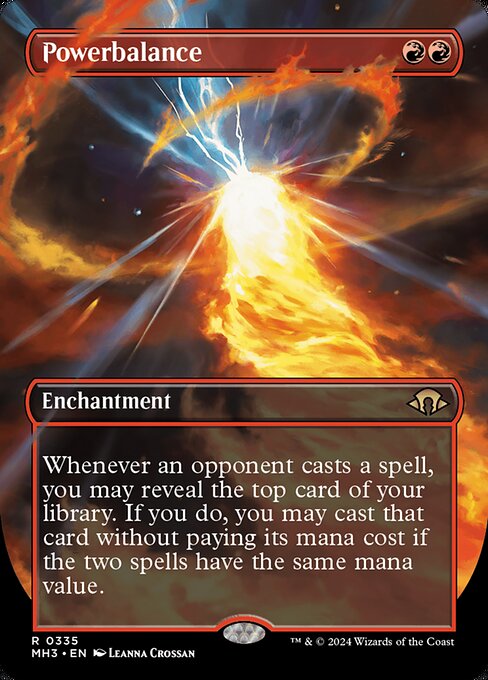 Powerbalance
Enchantment
Whenever an opponent casts a spell,
you may reveal the top card of your
library. If you do, you may cast that
card without paying its mana cost if
the two spells have the same mana
value.
R 0335
MH3 • EN Leanna Crossan
™ & © 2024 Wizards of the Coast